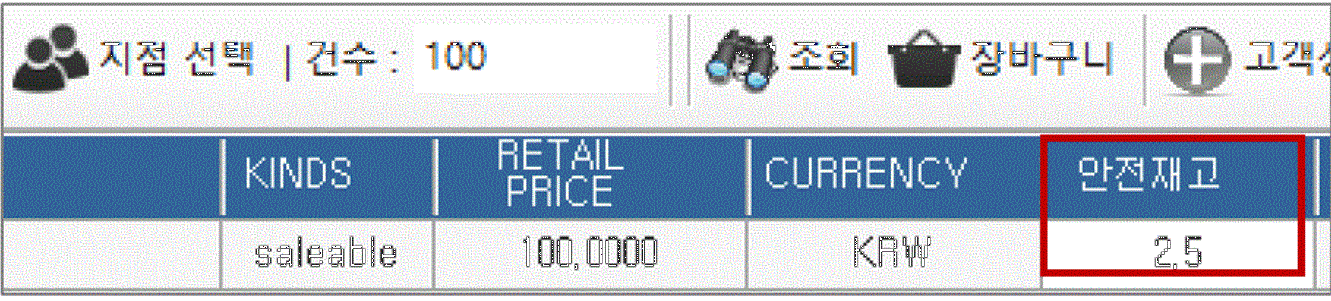 지점 선택 | 건수 : 100 조회 장바구니 고객
KINDS RETAIL PRICE CURRENCY 안전재고
saleable 100,0000 KRW 2,5